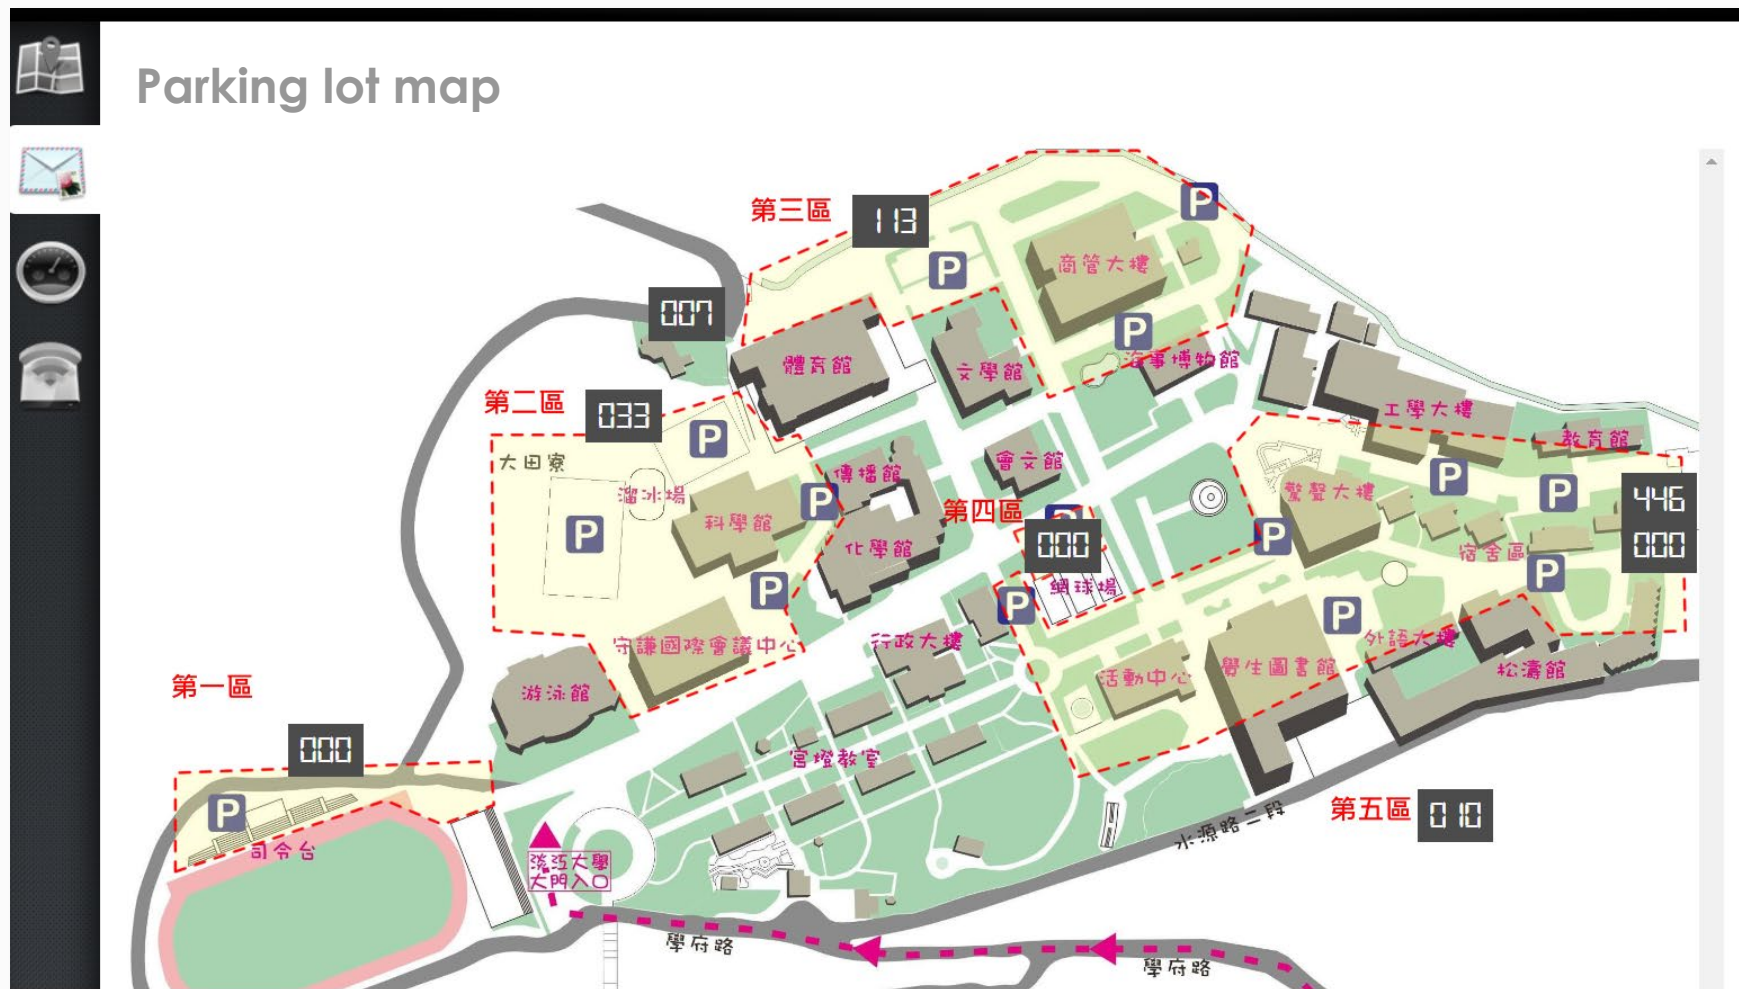 Parking lot map
第三區
113
P
P
商管大樓
007
P
體育館
文學館
海事博物館
第二區
033
工學大樓
教育館
P
大田寮
溜冰場
傳播館
會文館
驚聲大樓
P
P
446
科學館
P
第四區
P
化學館
000
P
宿舍區
000
P
P
網球場
P
P
P
守謙國際會議中心
行政大樓
外語大樓
活動中心
學生圖書館
松濤館
第一區
游泳館
000
宮燈教室
P
第五區
010
水源路二段
司令台
淡江大學
大門入口
學府路
學府路